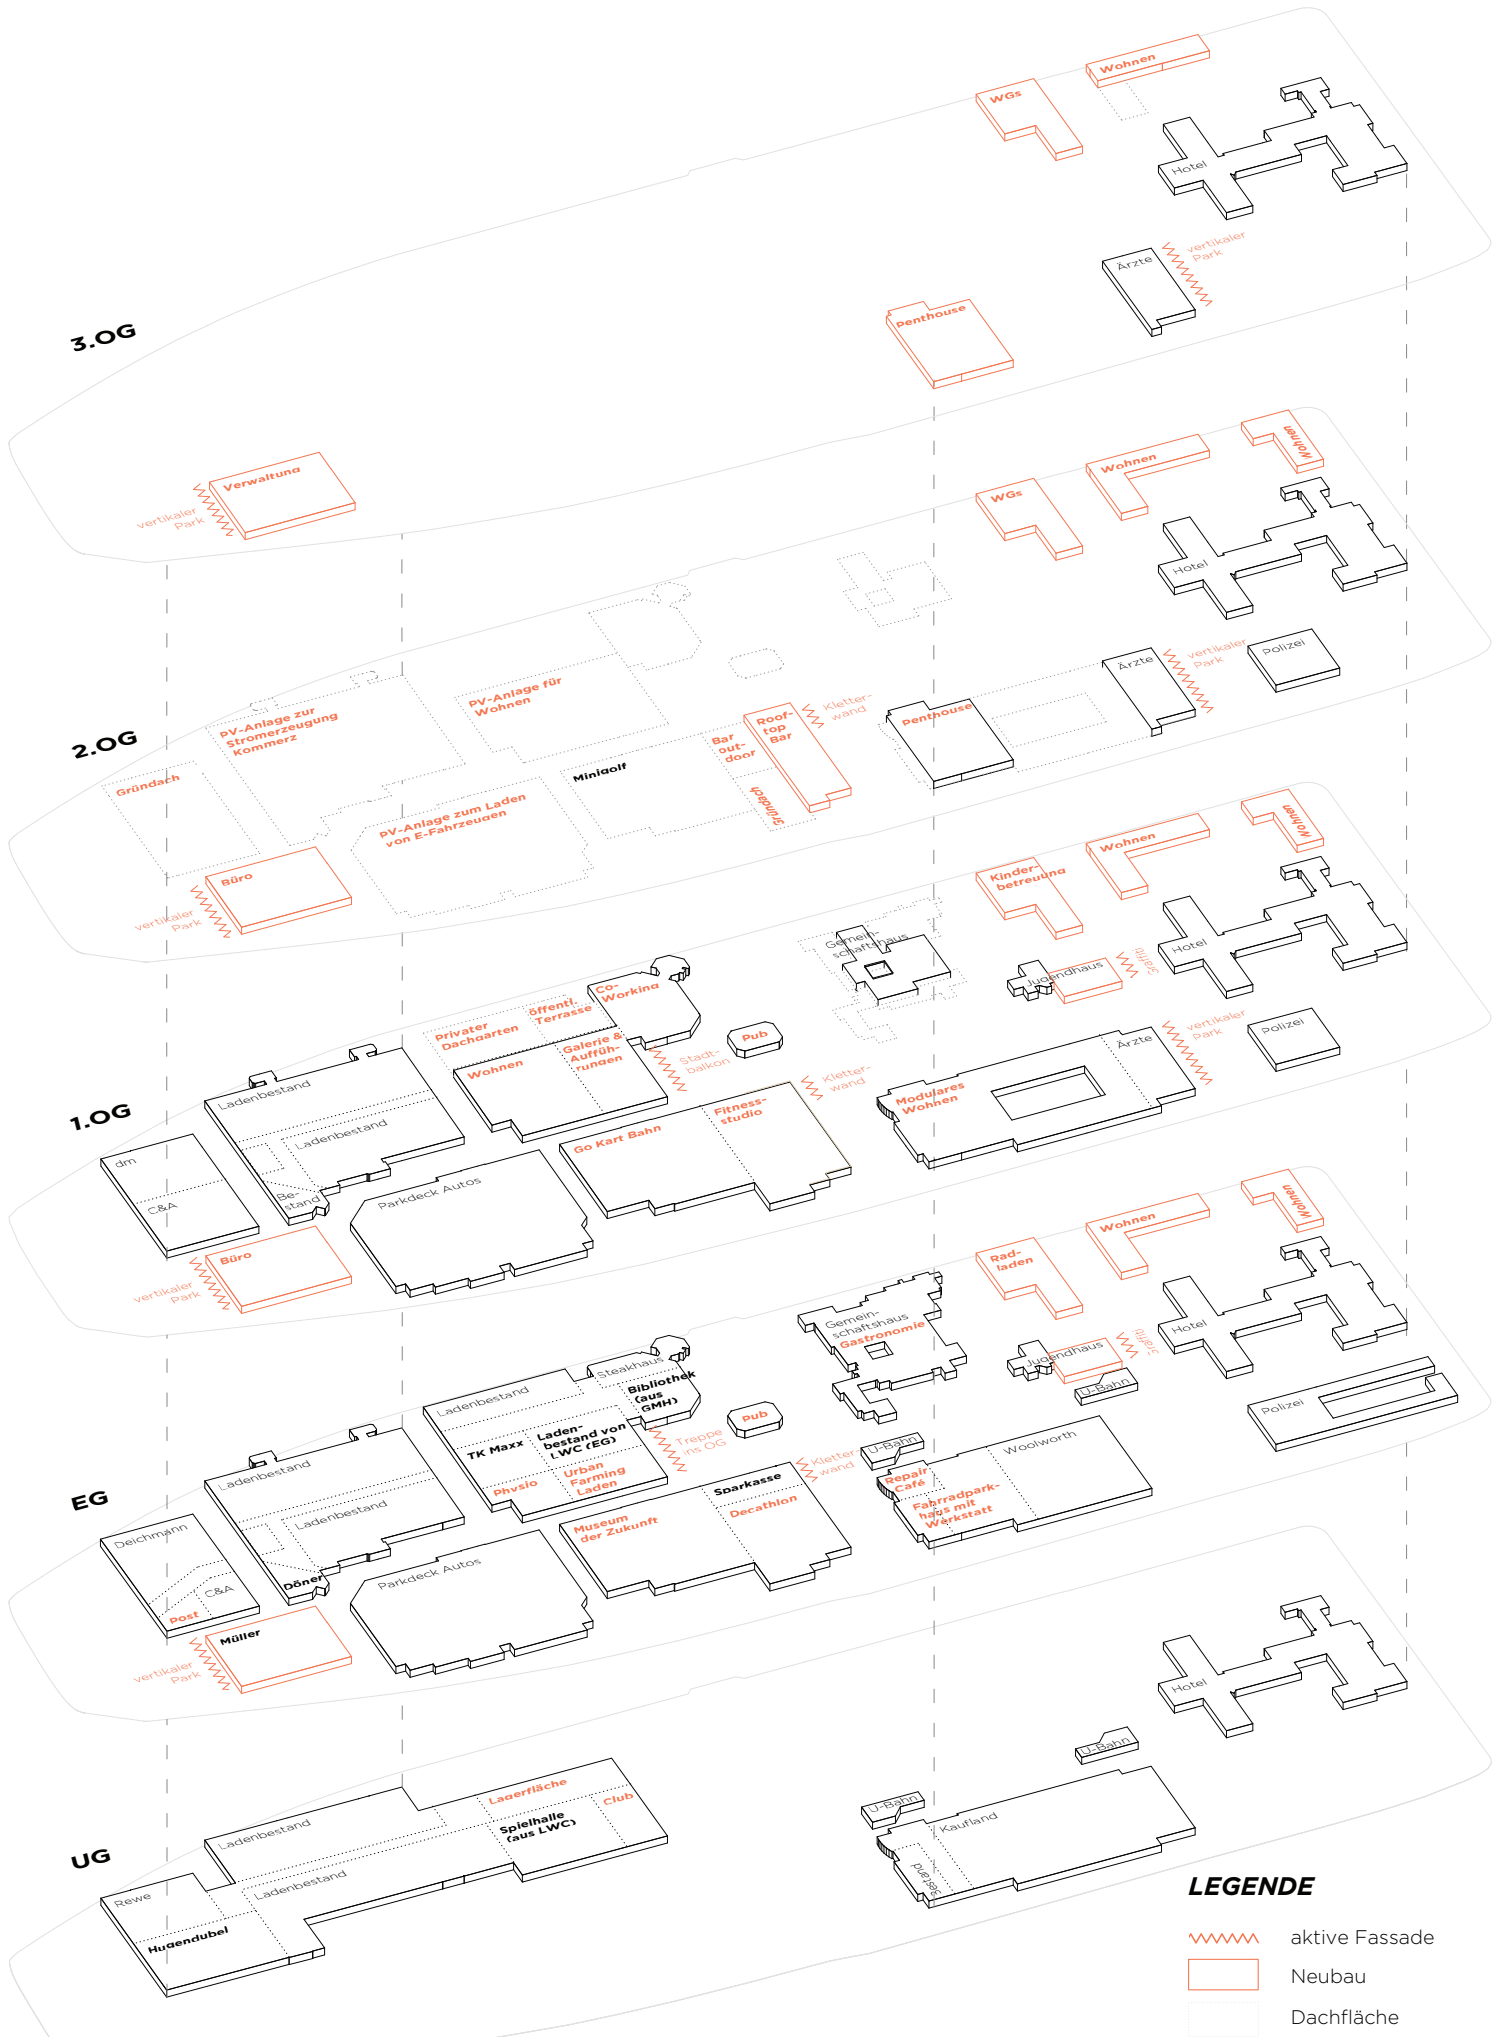 3.OG
Wohnen
WGs
Hotel
vertikaler
Park
Ärzte
Penthouse
Verwaltung
vertikaler
Park
2.OG
Wohnen
Wohnen
WGs
Hotel
vertikaler
Park
Polizei
Ärzte
Penthouse
Kletter-
wand
Roof-
top
Bar
Bar
out-
door
Gründach
Minigolf
PV-Anlage für
Wohnen
PV-Anlage zur
Stromerzeugung
Kommerz
PV-Anlage zum Laden
von E-Fahrzeugen
Gründach
Büro
vertikaler
Park
1.OG
Wohnen
Wohnen
Kinder-
betreuung
Hotel
Gemein-
schaftshaus
Jugendhaus
Graffiti
vertikaler
Park
Polizei
Ärzte
Modulares
Wohnen
Co-
Working
öffentl.
Terrasse
Privater
Dachgarten
Galerie &
Auffüh-
rungen
Wohnen
Pub
Stadt-
balkon
Kletter-
wand
Fitness-
studio
Go Kart Bahn
Ladenbestand
Ladenbestand
Be-
stand
Parkdeck Autos
dm
C&A
Büro
vertikaler
Park
EG
Wohnen
Wohnen
Rad-
laden
Hotel
Gemein-
schaftshaus
Gastronomie
Jugendhaus
Graffiti
U-Bahn
Polizei
U-Bahn
Woolworth
Repair
Café
Fahrradpark-
haus mit
Werkstatt
Steakhaus
Bibliothek
(aus
GMH)
Ladenbestand
TK Maxx
Laden-
bestand von
LWC (EG)
Physio
Urban
Farming
Laden
Pub
Treppe
ins OG
Kletter-
wand
Sparkasse
Decathlon
Museum
der Zukunft
Ladenbestand
Ladenbestand
Döner
Parkdeck Autos
Deichmann
C&A
Post
Müller
vertikaler
Park
UG
Hotel
U-Bahn
U-Bahn
Kaufland
Bestand
Lagerfläche
Club
Spielhalle
(aus LWC)
Ladenbestand
Ladenbestand
Rewe
Hugendubel
LEGENDE
aktive Fassade
Neubau
Dachfläche